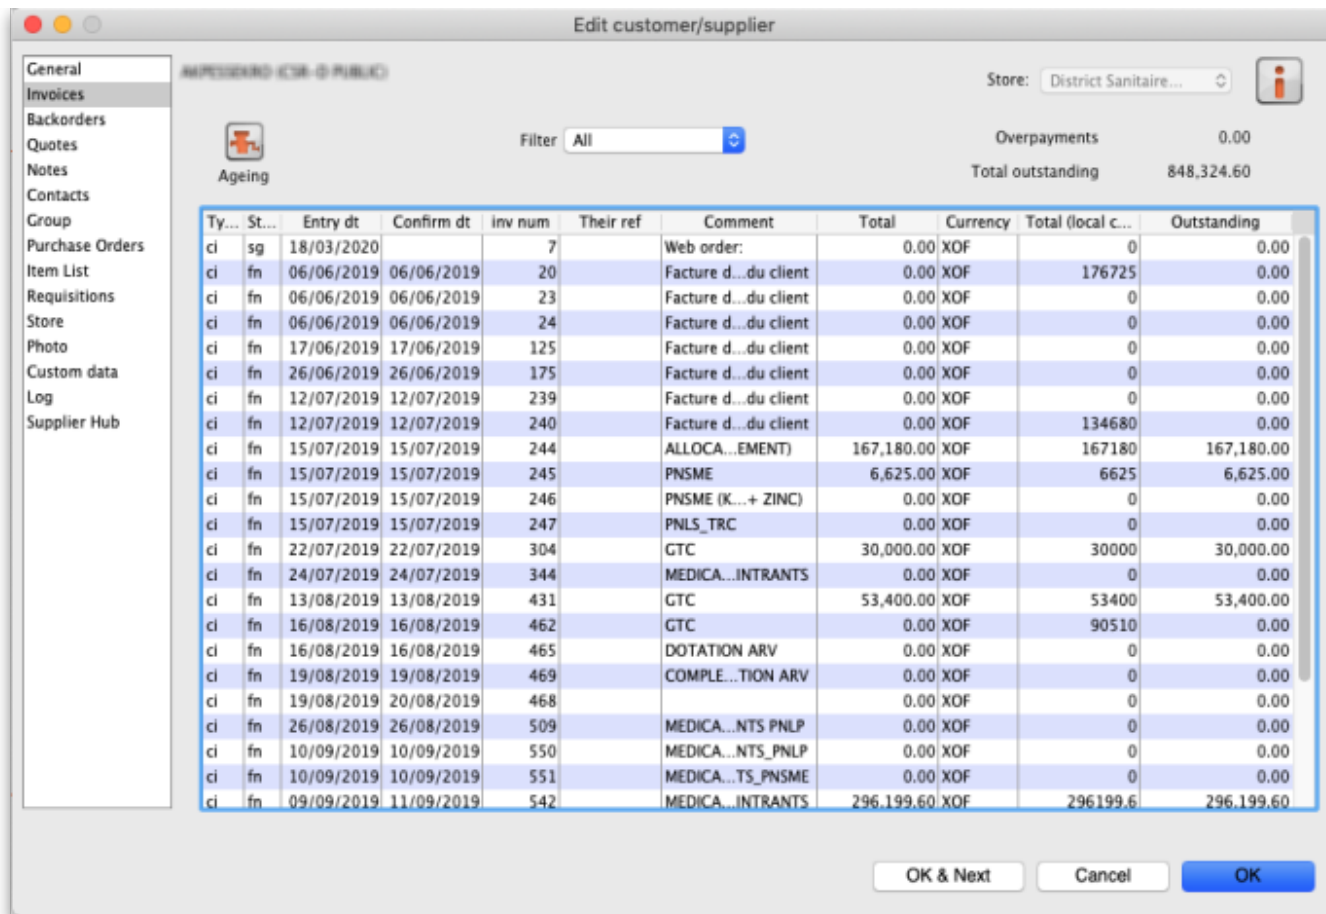 Edit customer/supplier
General
Invoices
Backorders
Quotes
Notes
Contacts
Group
Purchase Orders
Item List
Requisitions
Store
Photo
Custom data
Log
Supplier Hub
Store: District Sanitaire...
Ageing
Filter All
Overpayments 0.00
Total outstanding 848,324.60
Ty... St... Entry dt Confirm dt inv num Their ref Comment Total Currency Total (local c... Outstanding
ci sg 18/03/2020 7 Web order: 0.00 XOF 0 0.00
ci fn 06/06/2019 06/06/2019 20 Facture d...du client 0.00 XOF 176725 0.00
ci fn 06/06/2019 06/06/2019 23 Facture d...du client 0.00 XOF 0 0.00
ci fn 06/06/2019 06/06/2019 24 Facture d...du client 0.00 XOF 0 0.00
ci fn 17/06/2019 17/06/2019 125 Facture d...du client 0.00 XOF 0 0.00
ci fn 26/06/2019 26/06/2019 175 Facture d...du client 0.00 XOF 0 0.00
ci fn 12/07/2019 12/07/2019 239 Facture d...du client 0.00 XOF 0 0.00
ci fn 12/07/2019 12/07/2019 240 Facture d...du client 0.00 XOF 134680 0.00
ci fn 15/07/2019 15/07/2019 244 ALLOCA...EMENT) 167,180.00 XOF 167180 167,180.00
ci fn 15/07/2019 15/07/2019 245 PNSME 6,625.00 XOF 6625 6,625.00
ci fn 15/07/2019 15/07/2019 246 PNSME (K...+ ZINC) 0.00 XOF 0 0.00
ci fn 15/07/2019 15/07/2019 247 PNLS_TRC 0.00 XOF 0 0.00
ci fn 22/07/2019 22/07/2019 304 GTC 30,000.00 XOF 30000 30,000.00
ci fn 24/07/2019 24/07/2019 344 MEDICA...INTRANTS 0.00 XOF 0 0.00
ci fn 13/08/2019 13/08/2019 431 GTC 53,400.00 XOF 53400 53,400.00
ci fn 16/08/2019 16/08/2019 462 GTC 0.00 XOF 90510 0.00
ci fn 16/08/2019 16/08/2019 465 DOTATION ARV 0.00 XOF 0 0.00
ci fn 19/08/2019 19/08/2019 469 COMPLE...TION ARV 0.00 XOF 0 0.00
ci fn 19/08/2019 20/08/2019 468 0.00 XOF 0 0.00
ci fn 26/08/2019 26/08/2019 509 MEDICA...NTS PNLP 0.00 XOF 0 0.00
ci fn 10/09/2019 10/09/2019 550 MEDICA...NTS_PNLP 0.00 XOF 0 0.00
ci fn 10/09/2019 10/09/2019 551 MEDICA...TS_PNSME 0.00 XOF 0 0.00
ci fn 09/09/2019 11/09/2019 542 MEDICA...INTRANTS 296,199.60 XOF 296199.6 296,199.60
OK & Next Cancel OK